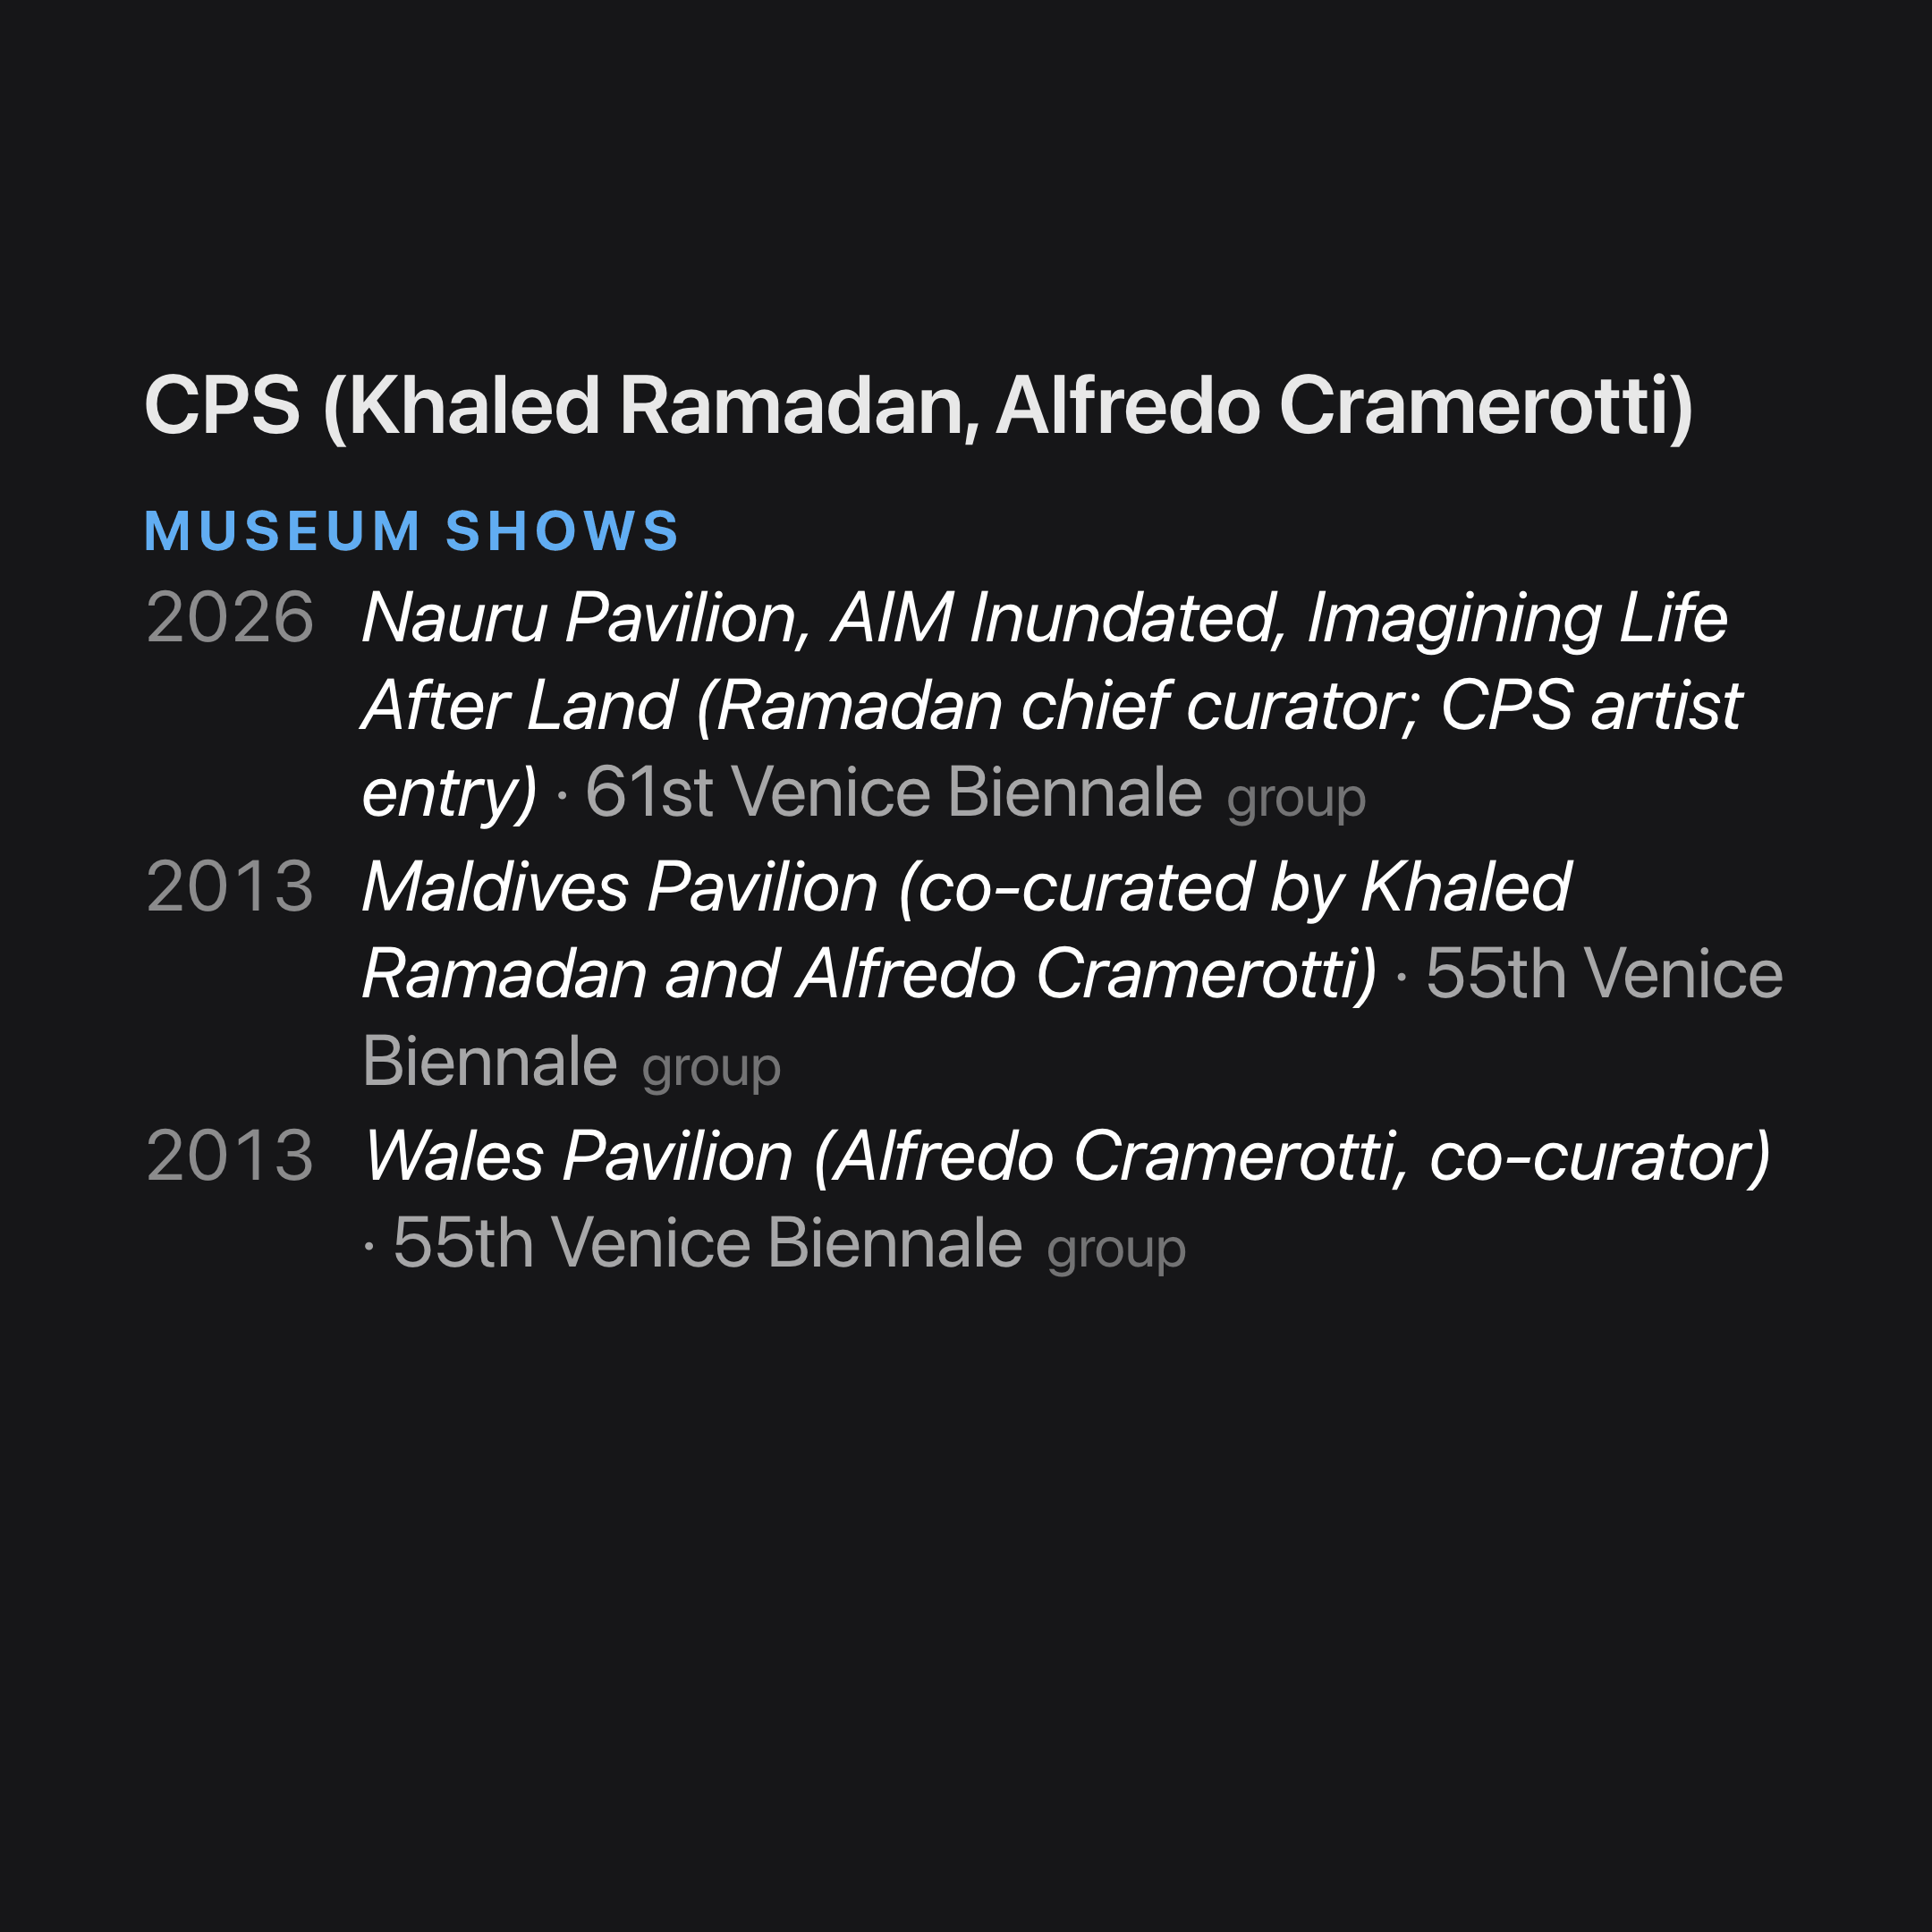 CPS (Khaled Ramadan, Alfredo Cramerotti)
MUSEUM SHOWS
2026 Nauru Pavilion, AIM Inundated, Imagining Life
After Land (Ramadan chief curator; CPS artist
entry) · 61st Venice Biennale group
2013 Maldives Pavilion (co-curated by Khaled
Ramadan and Alfredo Cramerotti) · 55th Venice
Biennale group
2013 Wales Pavilion (Alfredo Cramerotti, co-curator)
· 55th Venice Biennale group